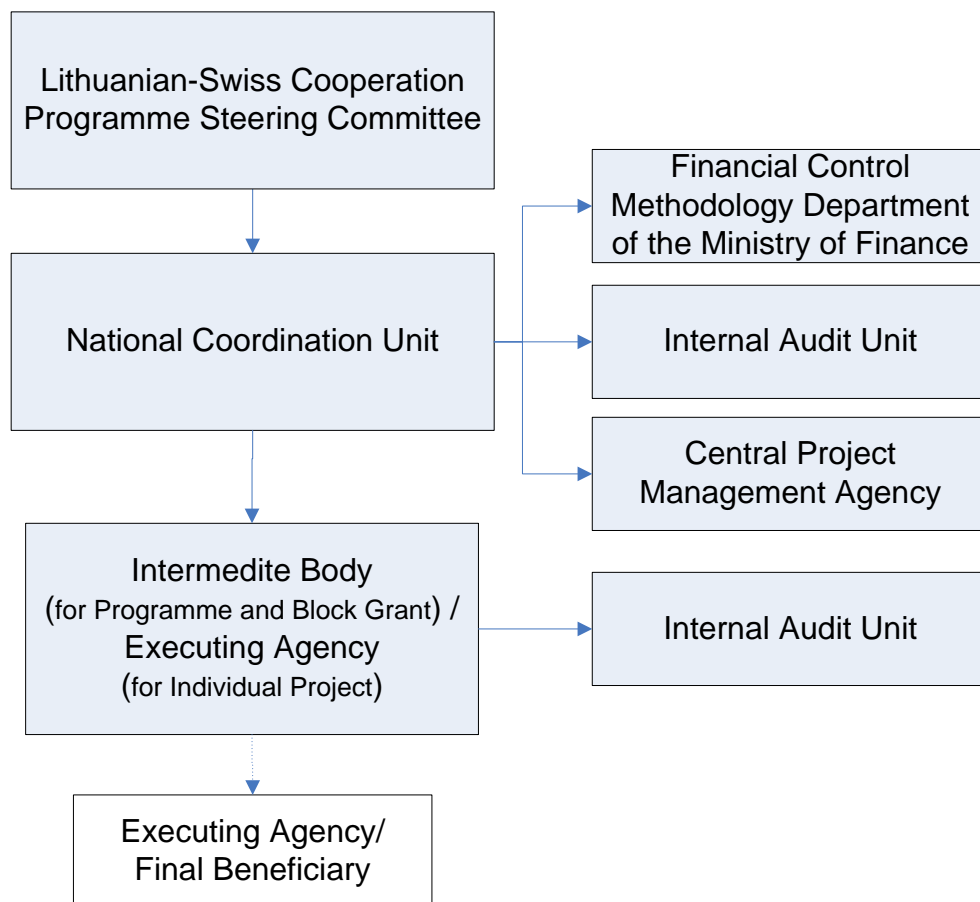 Lithuanian-Swiss Cooperation
Programme Steering Committee
Financial Control
Methodology Department
of the Ministry of Finance
National Coordination Unit
Internal Audit Unit
Central Project
Management Agency
Intermedite Body
(for Programme and Block Grant) /
Executing Agency
(for Individual Project)
Internal Audit Unit
Executing Agency/
Final Beneficiary